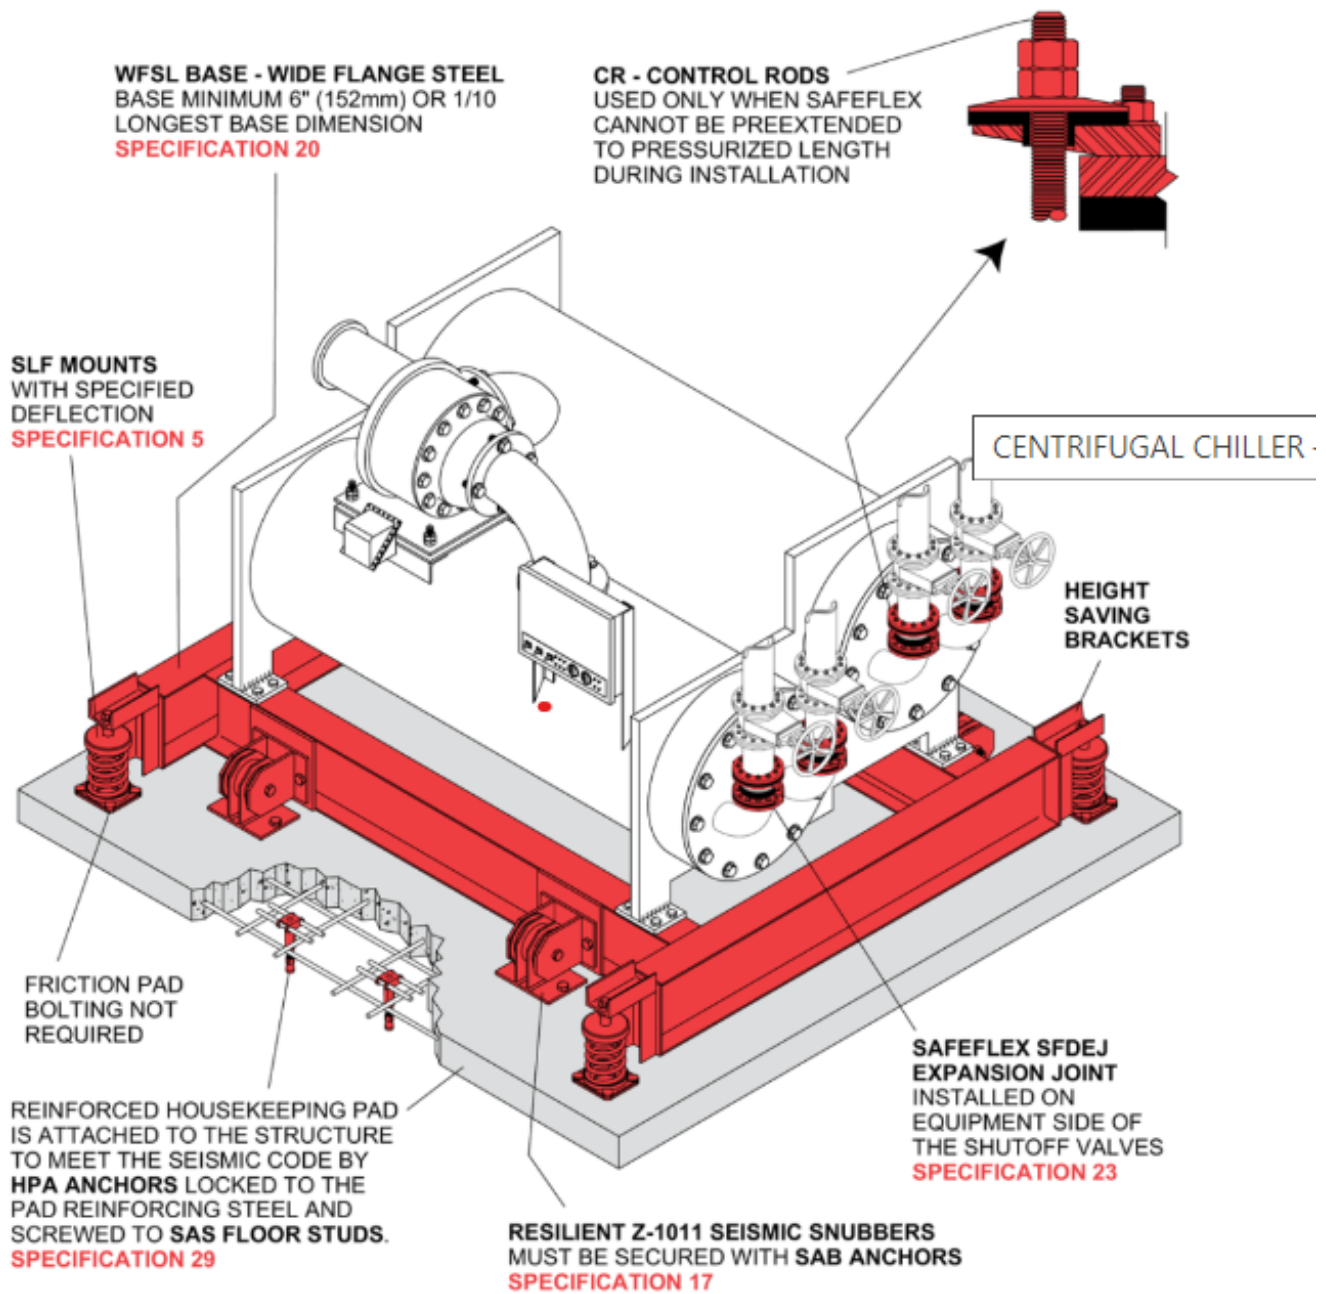 WFSL BASE - WIDE FLANGE STEEL
BASE MINIMUM 6" (152mm) OR 1/10
LONGEST BASE DIMENSION
SPECIFICATION 20
CR - CONTROL RODS
USED ONLY WHEN SAFEFLEX
CANNOT BE PREEXTENDED
TO PRESSURIZED LENGTH
DURING INSTALLATION
SLF MOUNTS
WITH SPECIFIED
DEFLECTION
SPECIFICATION 5
CENTRIFUGAL CHILLER -
HEIGHT
SAVING
BRACKETS
FRICTION PAD
BOLTING NOT
REQUIRED
SAFEFLEX SFDEJ
EXPANSION JOINT
INSTALLED ON
EQUIPMENT SIDE OF
THE SHUTOFF VALVES
SPECIFICATION 23
REINFORCED HOUSEKEEPING PAD
IS ATTACHED TO THE STRUCTURE
TO MEET THE SEISMIC CODE BY
HPA ANCHORS LOCKED TO THE
PAD REINFORCING STEEL AND
SCREWED TO SAS FLOOR STUDS.
SPECIFICATION 29
RESILIENT Z-1011 SEISMIC SNUBBERS
MUST BE SECURED WITH SAB ANCHORS
SPECIFICATION 17